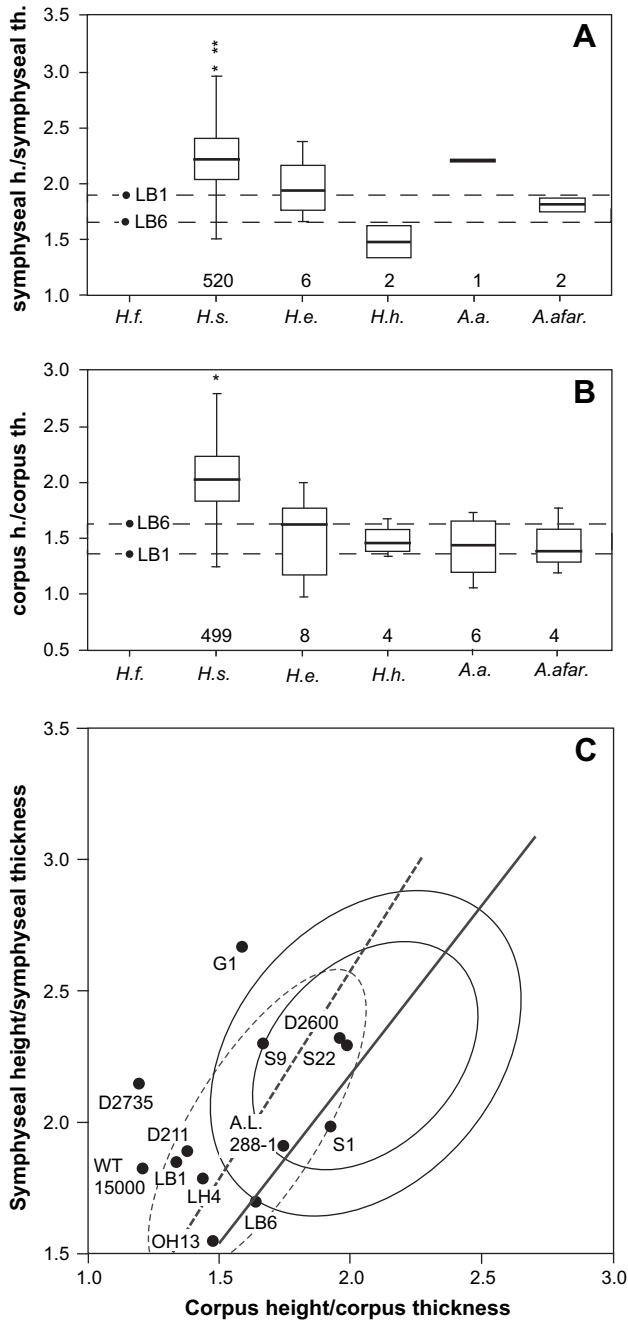 A
symphyseal h./symphyseal th.
3.5
3.0
2.5
2.0
1.5
1.0
***
LB1
LB6
520 6 2 1 2
H.f. H.s. H.e. H.h. A.a. A.afar.
B
corpus h./corpus th.
3.0
2.5
2.0
1.5
1.0
0.5
*
LB6
LB1
499 8 4 6 4
H.f. H.s. H.e. H.h. A.a. A.afar.
C
Symphyseal height/symphyseal thickness
3.5
3.0
2.5
2.0
1.5
G1
D2600
S9 S22
D2735
A.L.
288-1
S1
D211
WT
15000
LB1
LH4
LB6
OH13
1.0 1.5 2.0 2.5 3.0
Corpus height/corpus thickness